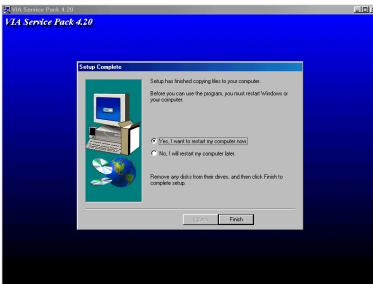 VIA Service Pack 4.20
VIA Service Pack 4.20
Setup Complete
Setup has finished copying files to your computer.
Before you can use the program, you must restart Windows or
your computer.
Yes, I want to restart my computer now.
No, I will restart my computer later.
Remove any disks from their drives, and then click Finish to
complete setup.
Finish